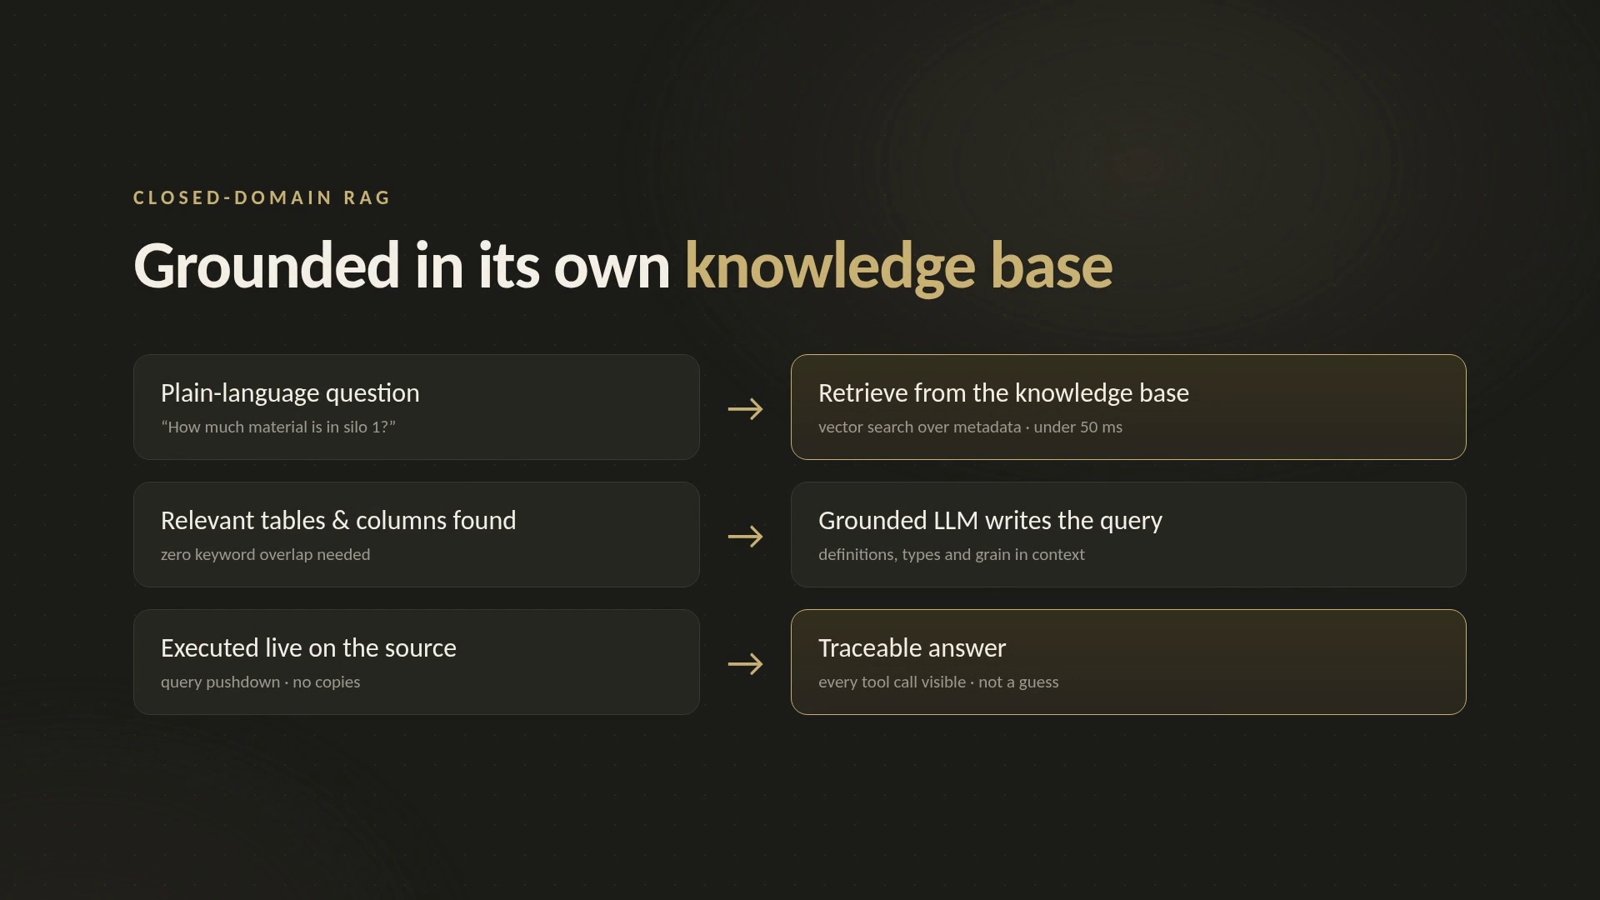 CLOSED-DOMAIN RAG
Grounded in its own knowledge base
Plain-language question
“How much material is in silo 1?”
→
Retrieve from the knowledge base
vector search over metadata · under 50 ms
Relevant tables & columns found
zero keyword overlap needed
→
Grounded LLM writes the query
definitions, types and grain in context
Executed live on the source
query pushdown · no copies
→
Traceable answer
every tool call visible · not a guess